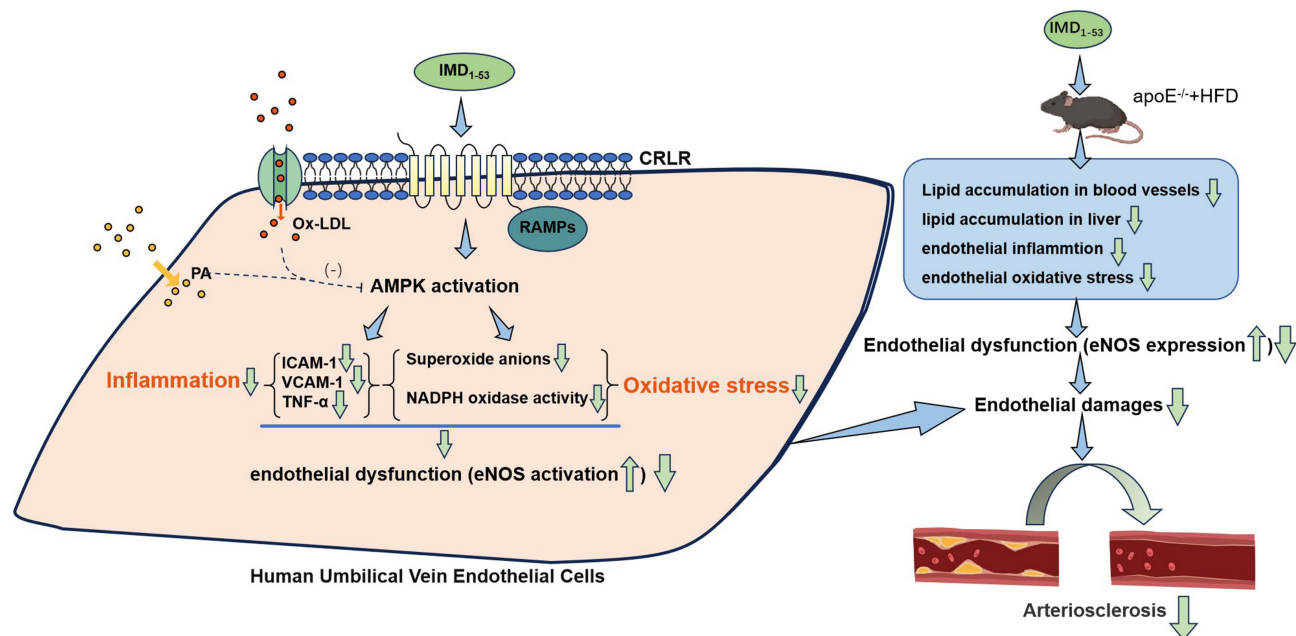 IMD1-53
CRLR
Ox-LDL
RAMPs
PA
(-)
AMPK activation
Inflammation
ICAM-1
VCAM-1
TNF-α
Superoxide anions
NADPH oxidase activity
Oxidative stress
endothelial dysfunction (eNOS activation )
Human Umbilical Vein Endothelial Cells
IMD1-53
apoE-/-+HFD
Lipid accumulation in blood vessels
lipid accumulation in liver
endothelial inflammtion
endothelial oxidative stress
Endothelial dysfunction (eNOS expression )
Endothelial damages
Arteriosclerosis